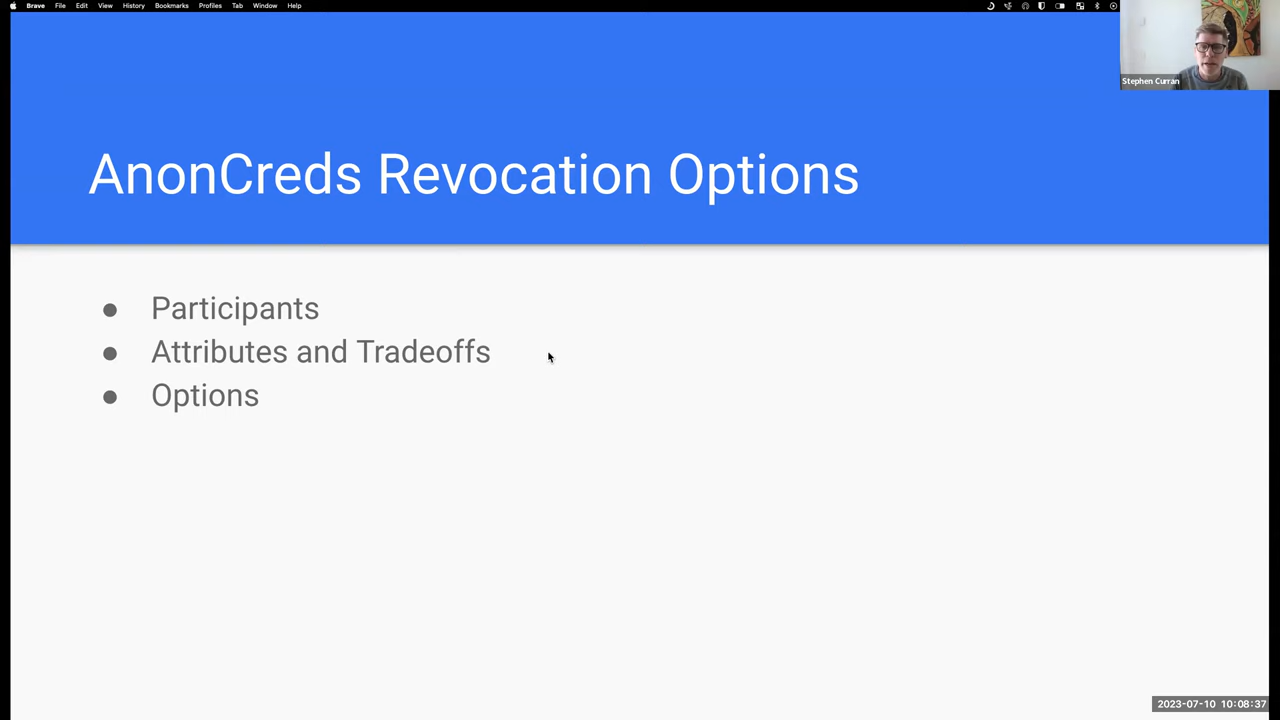 Brave File Edit View History Bookmarks Profiles Tab Window Help
Stephen Curran
AnonCreds Revocation Options
● Participants
● Attributes and Tradeoffs
● Options
2023-07-10 10:08:37